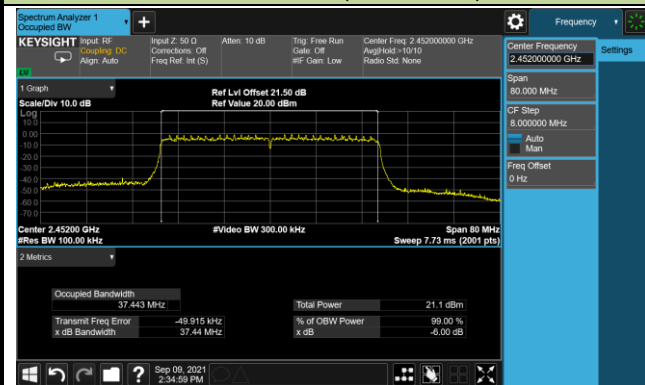 Spectrum Analyzer 1
Occupied BW
Frequency
KEYSIGHT
Input: RF
Coupling: DC
Align: Auto
Input Z: 50 Ω
Corrections: Off
Freq Ref: Int (S)
Atten: 10 dB
Trig: Free Run
Gate: Off
#IF Gain: Low
Center Freq: 2.452000000 GHz
Avg|Hold:>10/10
Radio Std: None
Center Frequency
2.452000000 GHz
Settings
Span
80.000 MHz
CF Step
8.000000 MHz
Auto
Man
Freq Offset
0 Hz
1 Graph
Scale/Div 10.0 dB
Ref Lvl Offset 21.50 dB
Ref Value 20.00 dBm
Log
10.0
0.00
-10.0
-20.0
-30.0
-40.0
-50.0
-60.0
-70.0
Center 2.45200 GHz
#Video BW 300.00 kHz
Span 80 MHz
#Res BW 100.00 kHz
Sweep 7.73 ms (2001 pts)
2 Metrics
Occupied Bandwidth
37.443 MHz
Total Power
21.1 dBm
Transmit Freq Error
-49.915 kHz
% of OBW Power
99.00 %
x dB Bandwidth
37.44 MHz
x dB
-6.00 dB
Sep 09, 2021
2:34:59 PM